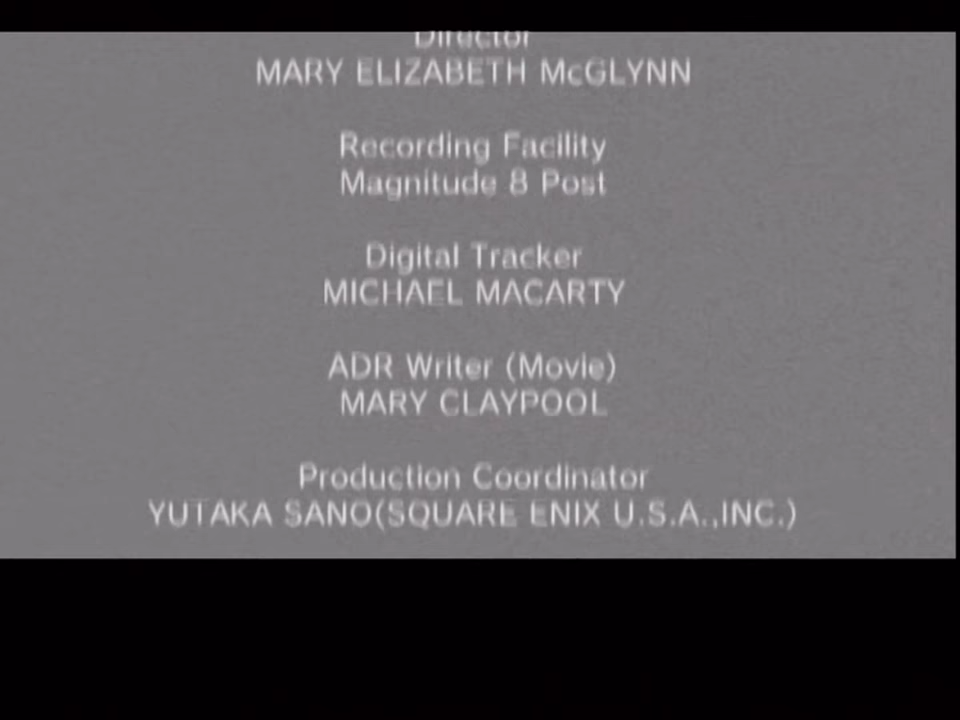 Director
MARY ELIZABETH McGLYNN
Recording Facility
Magnitude 8 Post
Digital Tracker
MICHAEL MACARTY
ADR Writer (Movie)
MARY CLAYPOOL
Production Coordinator
YUTAKA SANO(SQUARE ENIX U.S.A.,INC.)